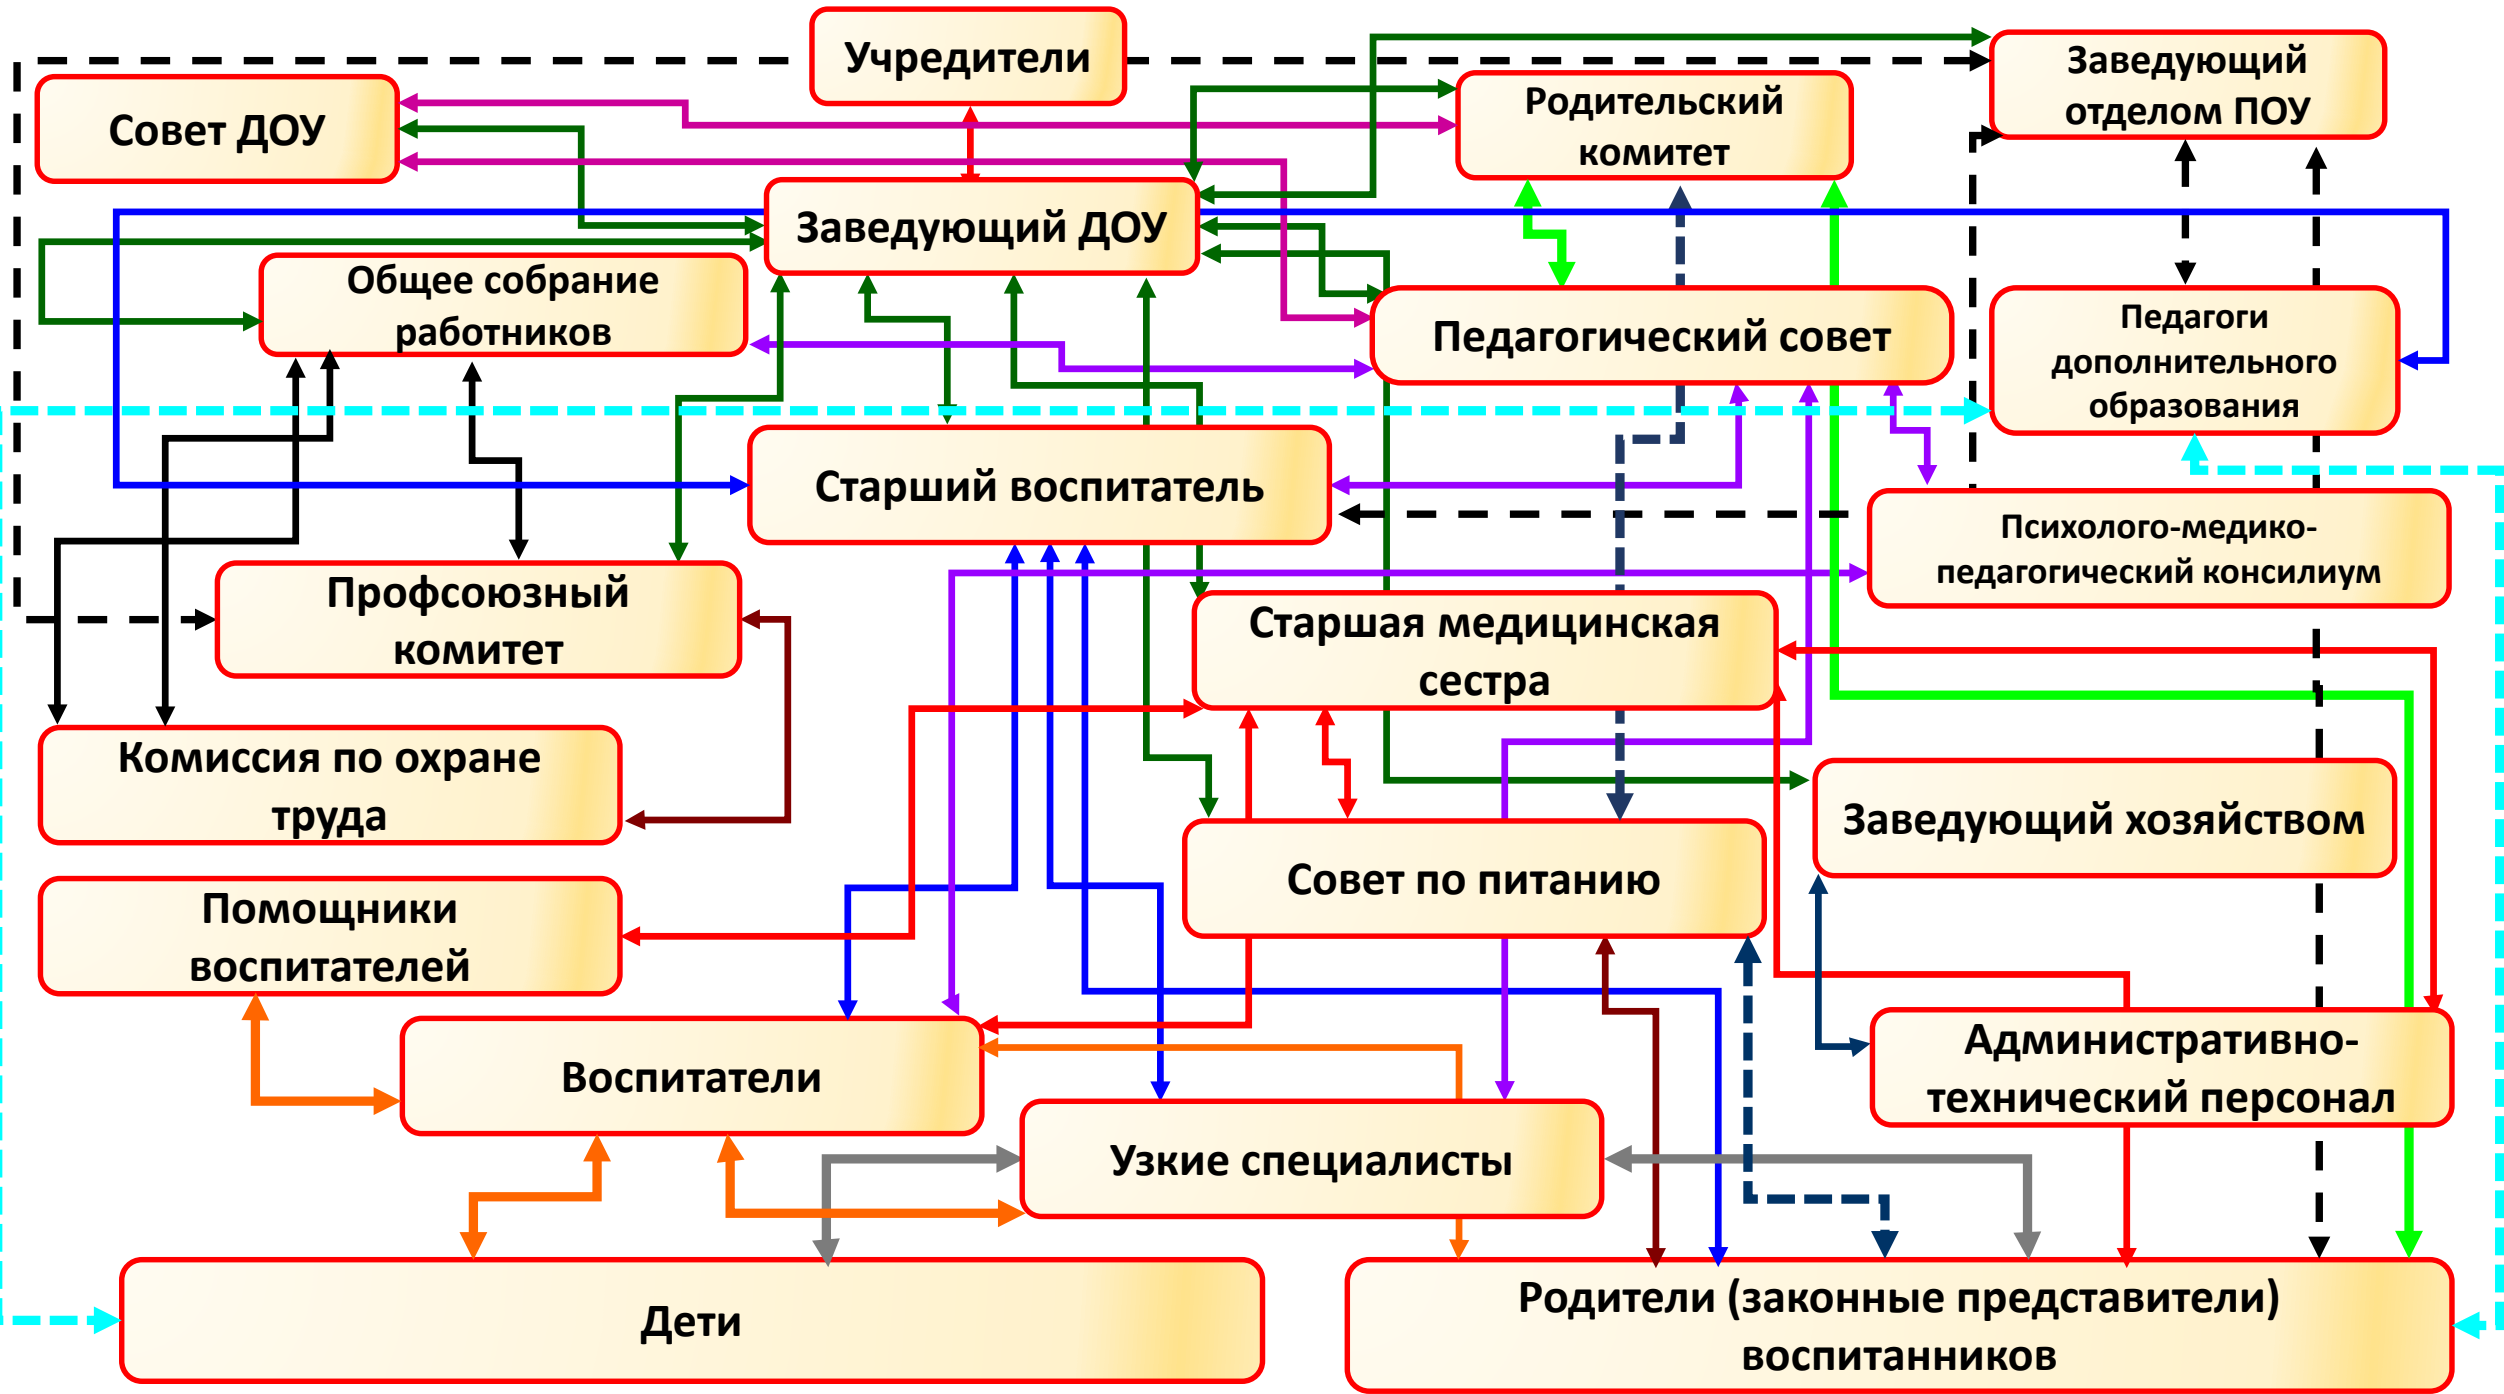 Учредители
Заведующий
отделом ПОУ
Совет ДОУ
Родительский
комитет
Заведующий ДОУ
Общее собрание
работников
Педагогический совет
Педагоги
дополнительного
образования
Старший воспитатель
Психолого-медико-
педагогический консилиум
Профсоюзный
комитет
Старшая медицинская
сестра
Комиссия по охране
труда
Заведующий хозяйством
Совет по питанию
Помощники
воспитателей
Воспитатели
Административно-
технический персонал
Узкие специалисты
Дети
Родители (законные представители)
воспитанников